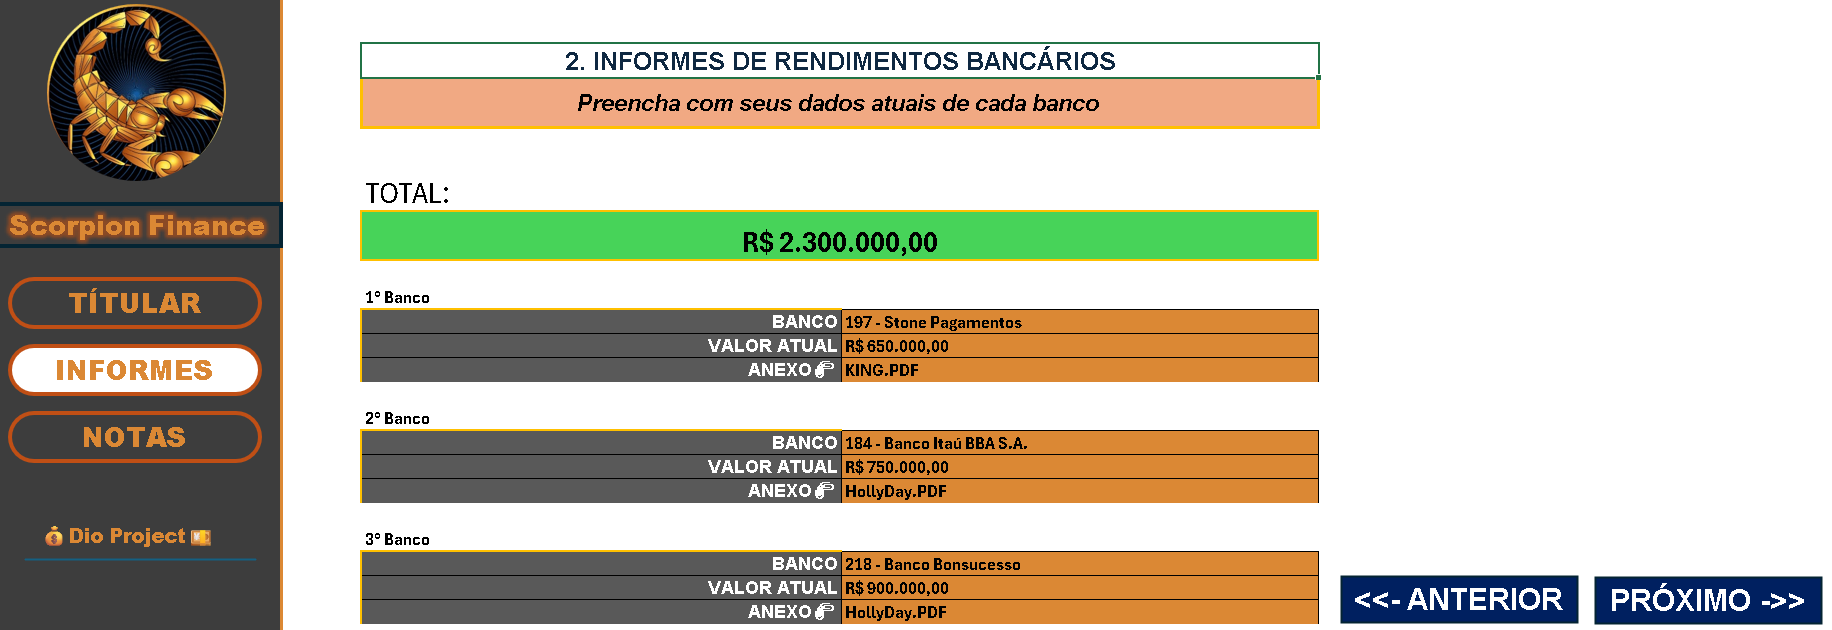 Scorpion Finance
TÍTULAR
INFORMES
NOTAS
Dio Project
2. INFORMES DE RENDIMENTOS BANCÁRIOS
Preencha com seus dados atuais de cada banco
TOTAL:
R$ 2.300.000,00
1º Banco
BANCO 197 - Stone Pagamentos
VALOR ATUAL R$ 650.000,00
ANEXO KING.PDF
2º Banco
BANCO 184 - Banco Itaú BBA S.A.
VALOR ATUAL R$ 750.000,00
ANEXO HollyDay.PDF
3º Banco
BANCO 218 - Banco Bonsucesso
VALOR ATUAL R$ 900.000,00
ANEXO HollyDay.PDF
<<- ANTERIOR
PRÓXIMO ->>